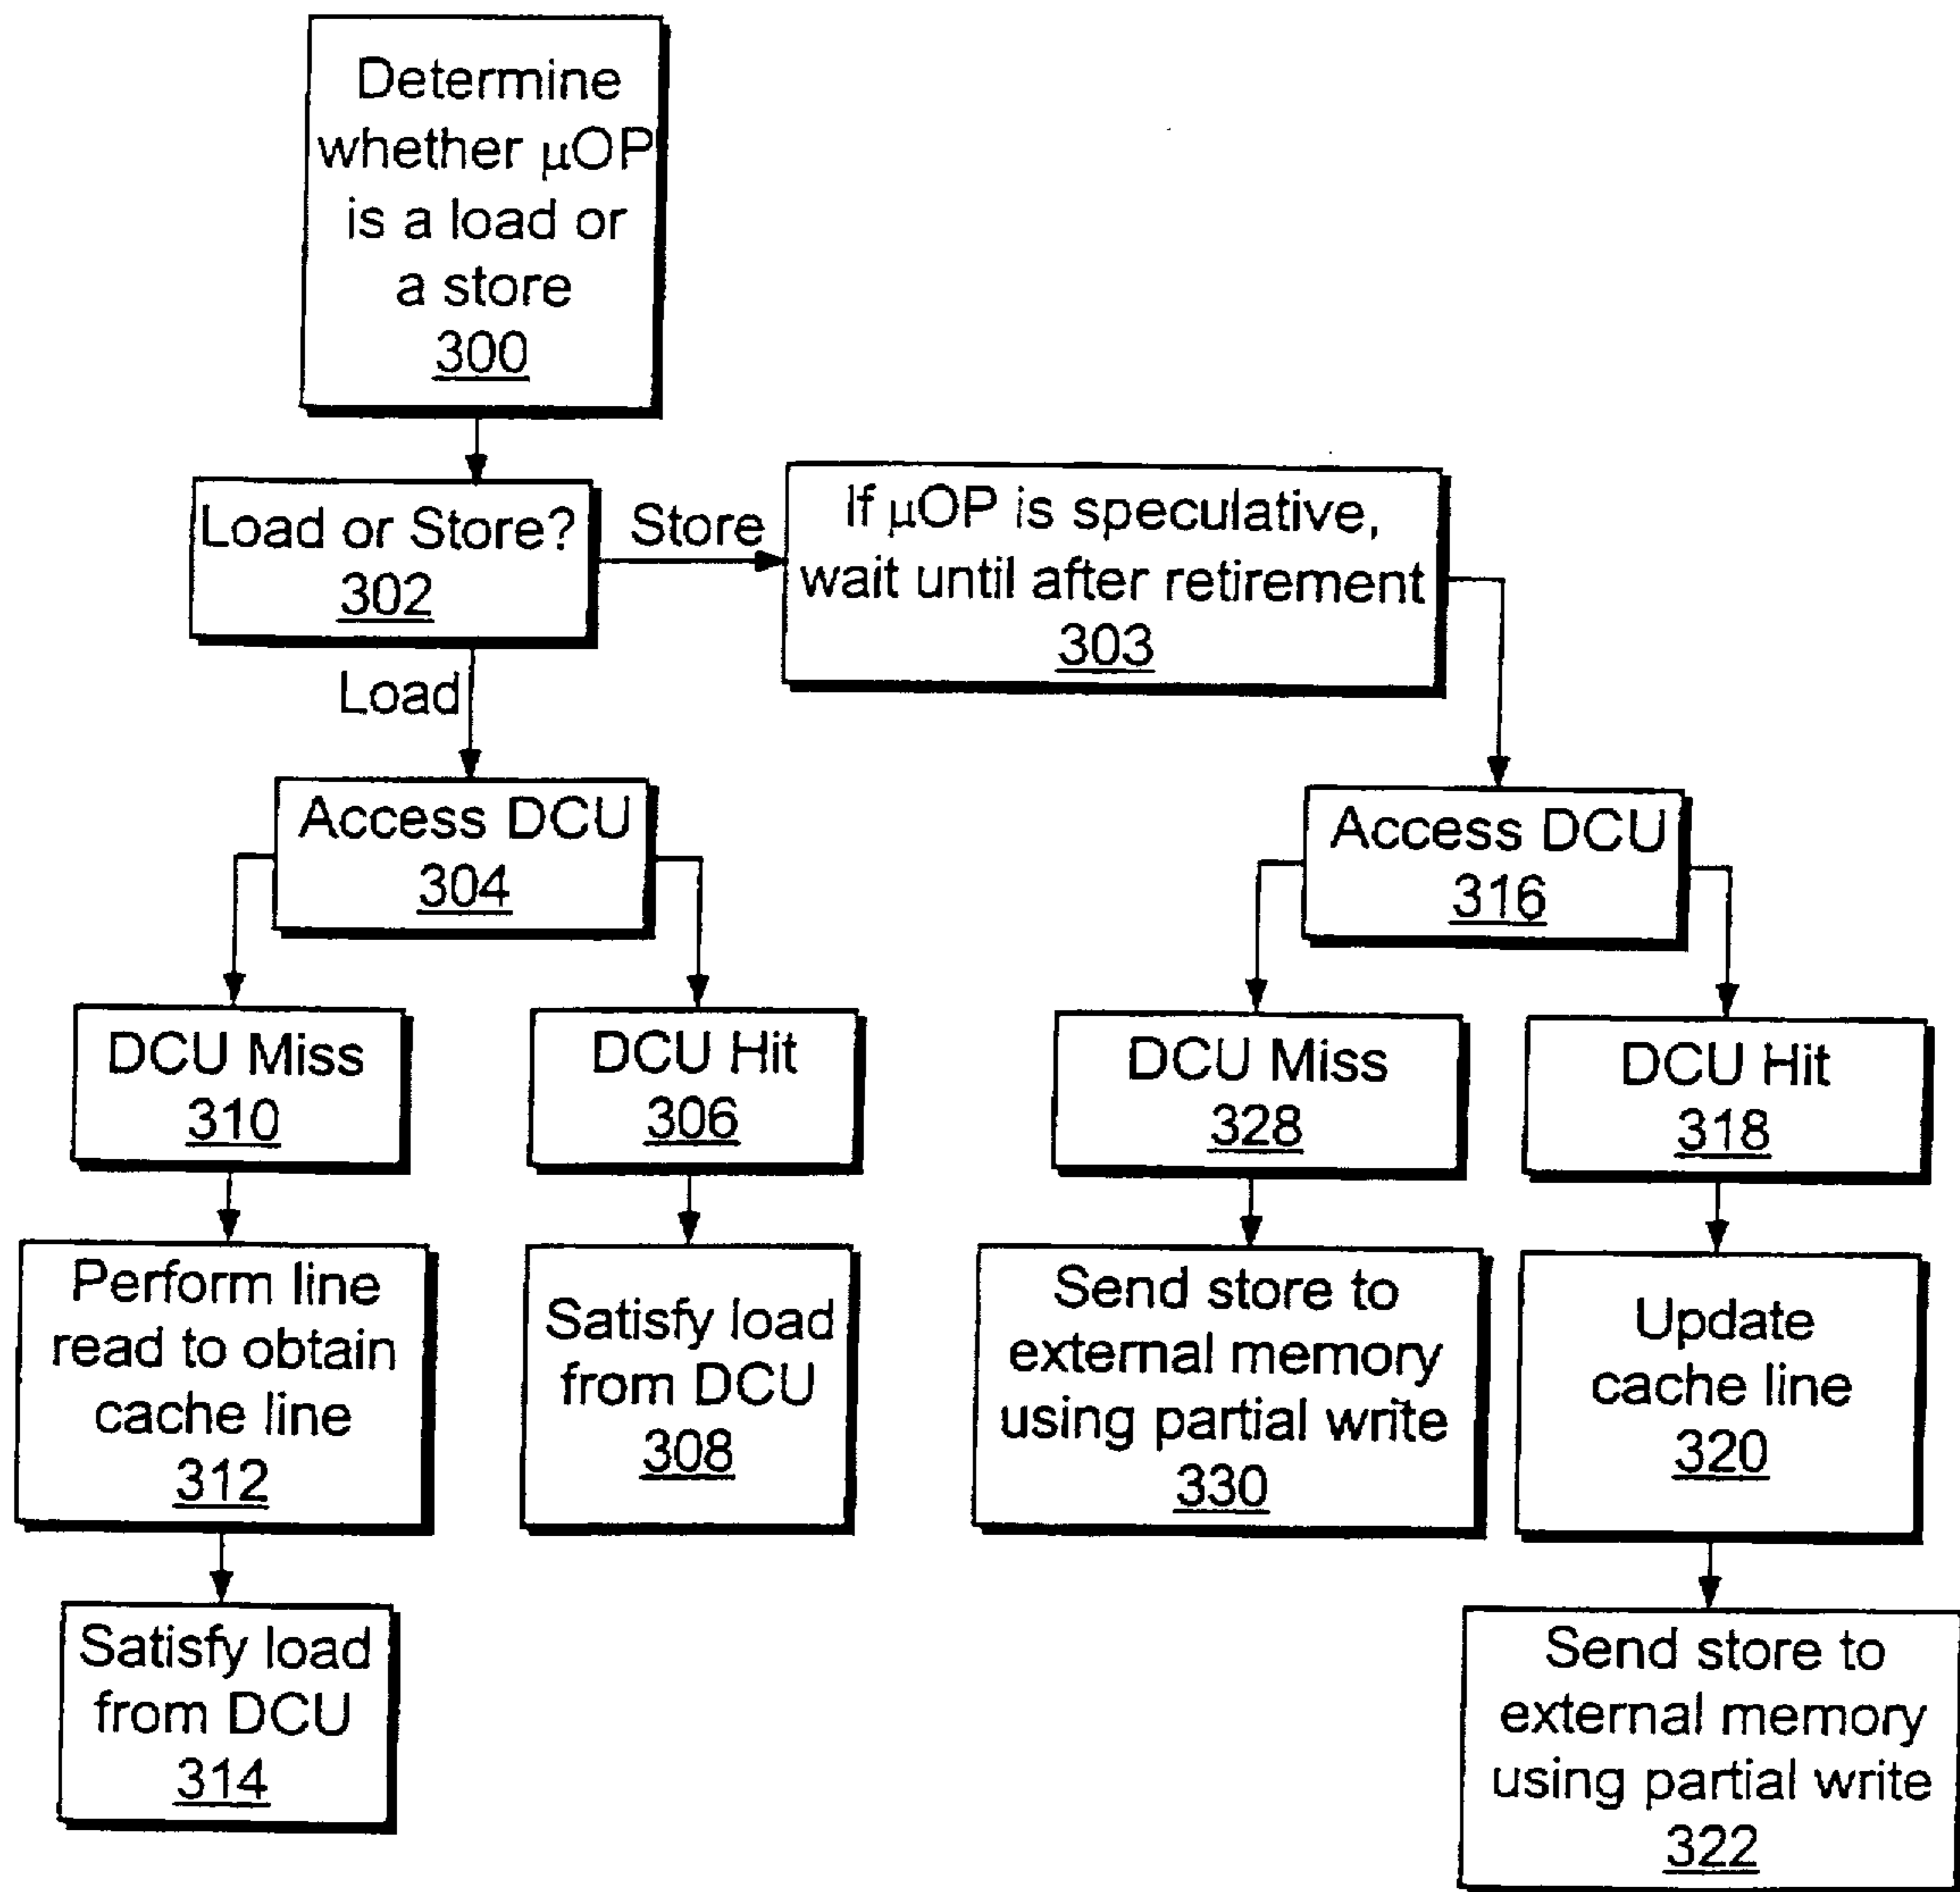 Determine
whether µOP
is a load or
a store
300
Load or Store?
302
Store
If µOP is speculative,
wait until after retirement
303
Load
Access DCU
304
Access DCU
316
DCU Miss
310
DCU Hit
306
DCU Miss
328
DCU Hit
318
Perform line
read to obtain
cache line
312
Satisfy load
from DCU
308
Send store to
external memory
using partial write
330
Update
cache line
320
Satisfy load
from DCU
314
Send store to
external memory
using partial write
322